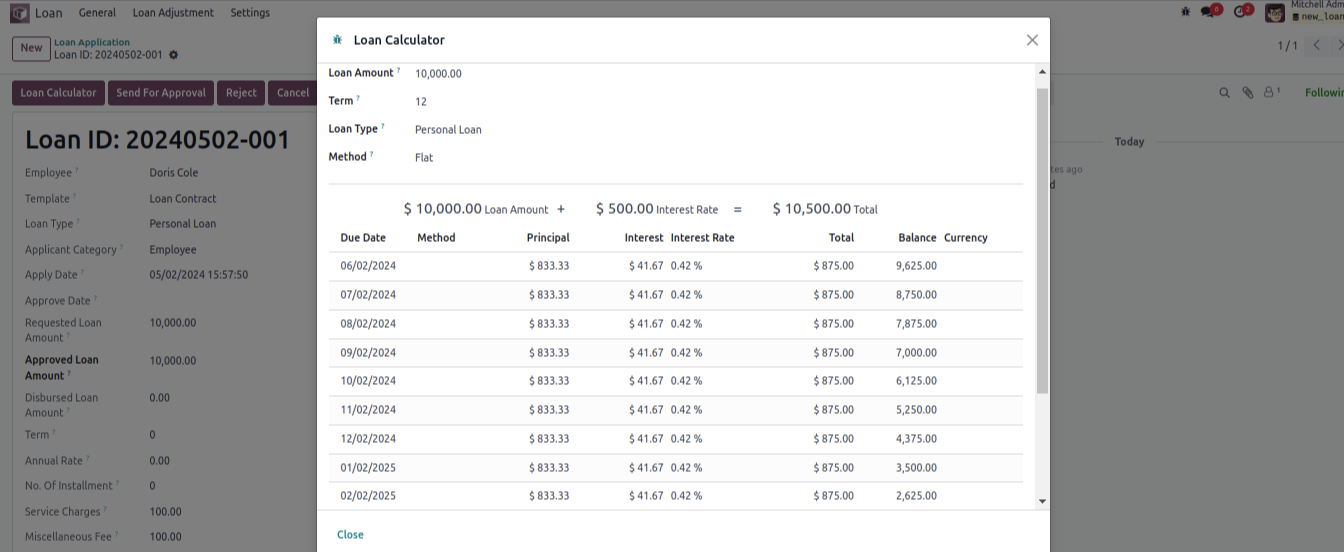 Loan General Loan Adjustment Settings 6 2 Mitchell Adm
new_loan
New Loan Application
Loan ID: 20240502-001
1 / 1
Loan Calculator Send For Approval Reject Cancel
1 Followin
Loan ID: 20240502-001
Employee ? Doris Cole
Template ? Loan Contract
Loan Type ? Personal Loan
Applicant Category ? Employee
Apply Date ? 05/02/2024 15:57:50
Approve Date ?
Requested Loan Amount ? 10,000.00
Approved Loan Amount ? 10,000.00
Disbursed Loan Amount ? 0.00
Term ? 0
Annual Rate ? 0.00
No. Of Installment ? 0
Service Charges ? 100.00
Miscellaneous Fee ? 100.00
Loan Calculator
Loan Amount ? 10,000.00
Term ? 12
Loan Type ? Personal Loan
Method ? Flat
$ 10,000.00 Loan Amount + $ 500.00 Interest Rate = $ 10,500.00 Total
Due Date Method Principal Interest Interest Rate Total Balance Currency
06/02/2024 $ 833.33 $ 41.67 0.42 % $ 875.00 9,625.00
07/02/2024 $ 833.33 $ 41.67 0.42 % $ 875.00 8,750.00
08/02/2024 $ 833.33 $ 41.67 0.42 % $ 875.00 7,875.00
09/02/2024 $ 833.33 $ 41.67 0.42 % $ 875.00 7,000.00
10/02/2024 $ 833.33 $ 41.67 0.42 % $ 875.00 6,125.00
11/02/2024 $ 833.33 $ 41.67 0.42 % $ 875.00 5,250.00
12/02/2024 $ 833.33 $ 41.67 0.42 % $ 875.00 4,375.00
01/02/2025 $ 833.33 $ 41.67 0.42 % $ 875.00 3,500.00
02/02/2025 $ 833.33 $ 41.67 0.42 % $ 875.00 2,625.00
Close
Today
tes ago
d